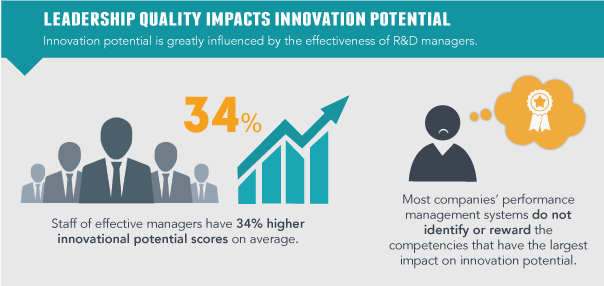 LEADERSHIP QUALITY IMPACTS INNOVATION POTENTIAL
Innovation potential is greatly influenced by the effectiveness of R&D managers.
34%
Staff of effective managers have 34% higher
innovational potential scores on average.
Most companies' performance
management systems do not
identify or reward the
competencies that have the largest
impact on innovation potential.